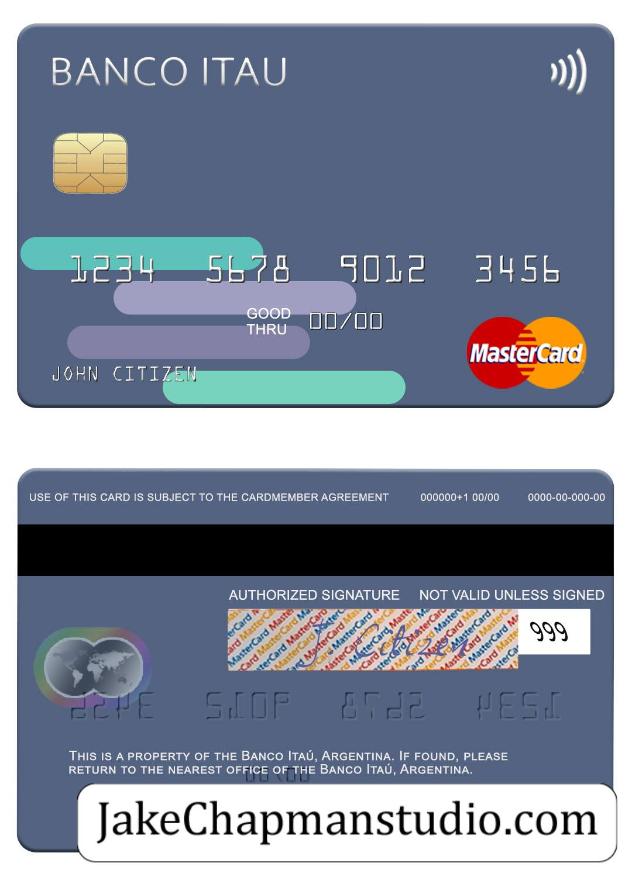 BANCO ITAU
1234 5678 9012 3456
GOOD
THRU 00/00
JOHN CITIZEN
MasterCard
USE OF THIS CARD IS SUBJECT TO THE CARDMEMBER AGREEMENT 000000+1 00/00 0000-00-000-00
AUTHORIZED SIGNATURE NOT VALID UNLESS SIGNED
J. Citizen 999
THIS IS A PROPERTY OF THE BANCO ITAÚ, ARGENTINA. IF FOUND, PLEASE
RETURN TO THE NEAREST OFFICE OF THE BANCO ITAÚ, ARGENTINA.
JakeChapmanstudio.com